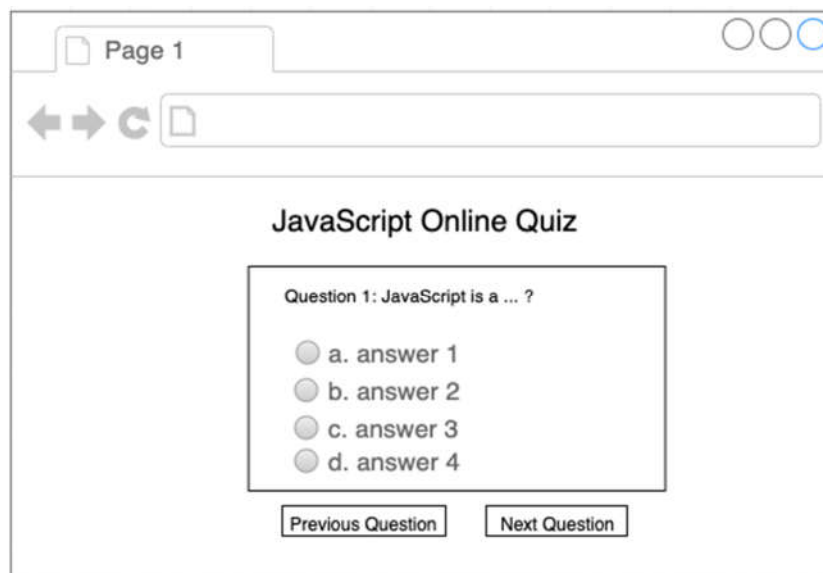 Page 1
JavaScript Online Quiz
Question 1: JavaScript is a ... ?
a. answer 1
b. answer 2
c. answer 3
d. answer 4
Previous Question Next Question